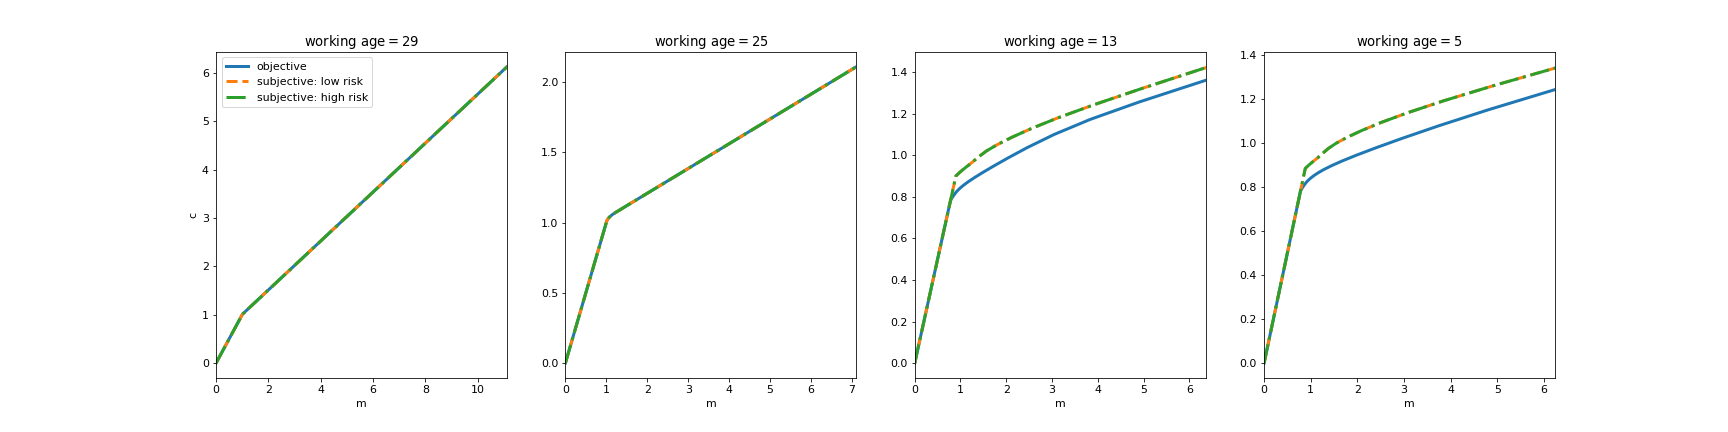 working age = 29
objective
subjective: low risk
subjective: high risk
c
6
5
4
3
2
1
0
0 2 4 6 8 10
m
working age = 25
2.0
1.5
1.0
0.5
0.0
0 1 2 3 4 5 6 7
m
working age = 13
1.4
1.2
1.0
0.8
0.6
0.4
0.2
0.0
0 1 2 3 4 5 6
m
working age = 5
1.4
1.2
1.0
0.8
0.6
0.4
0.2
0.0
0 1 2 3 4 5 6
m